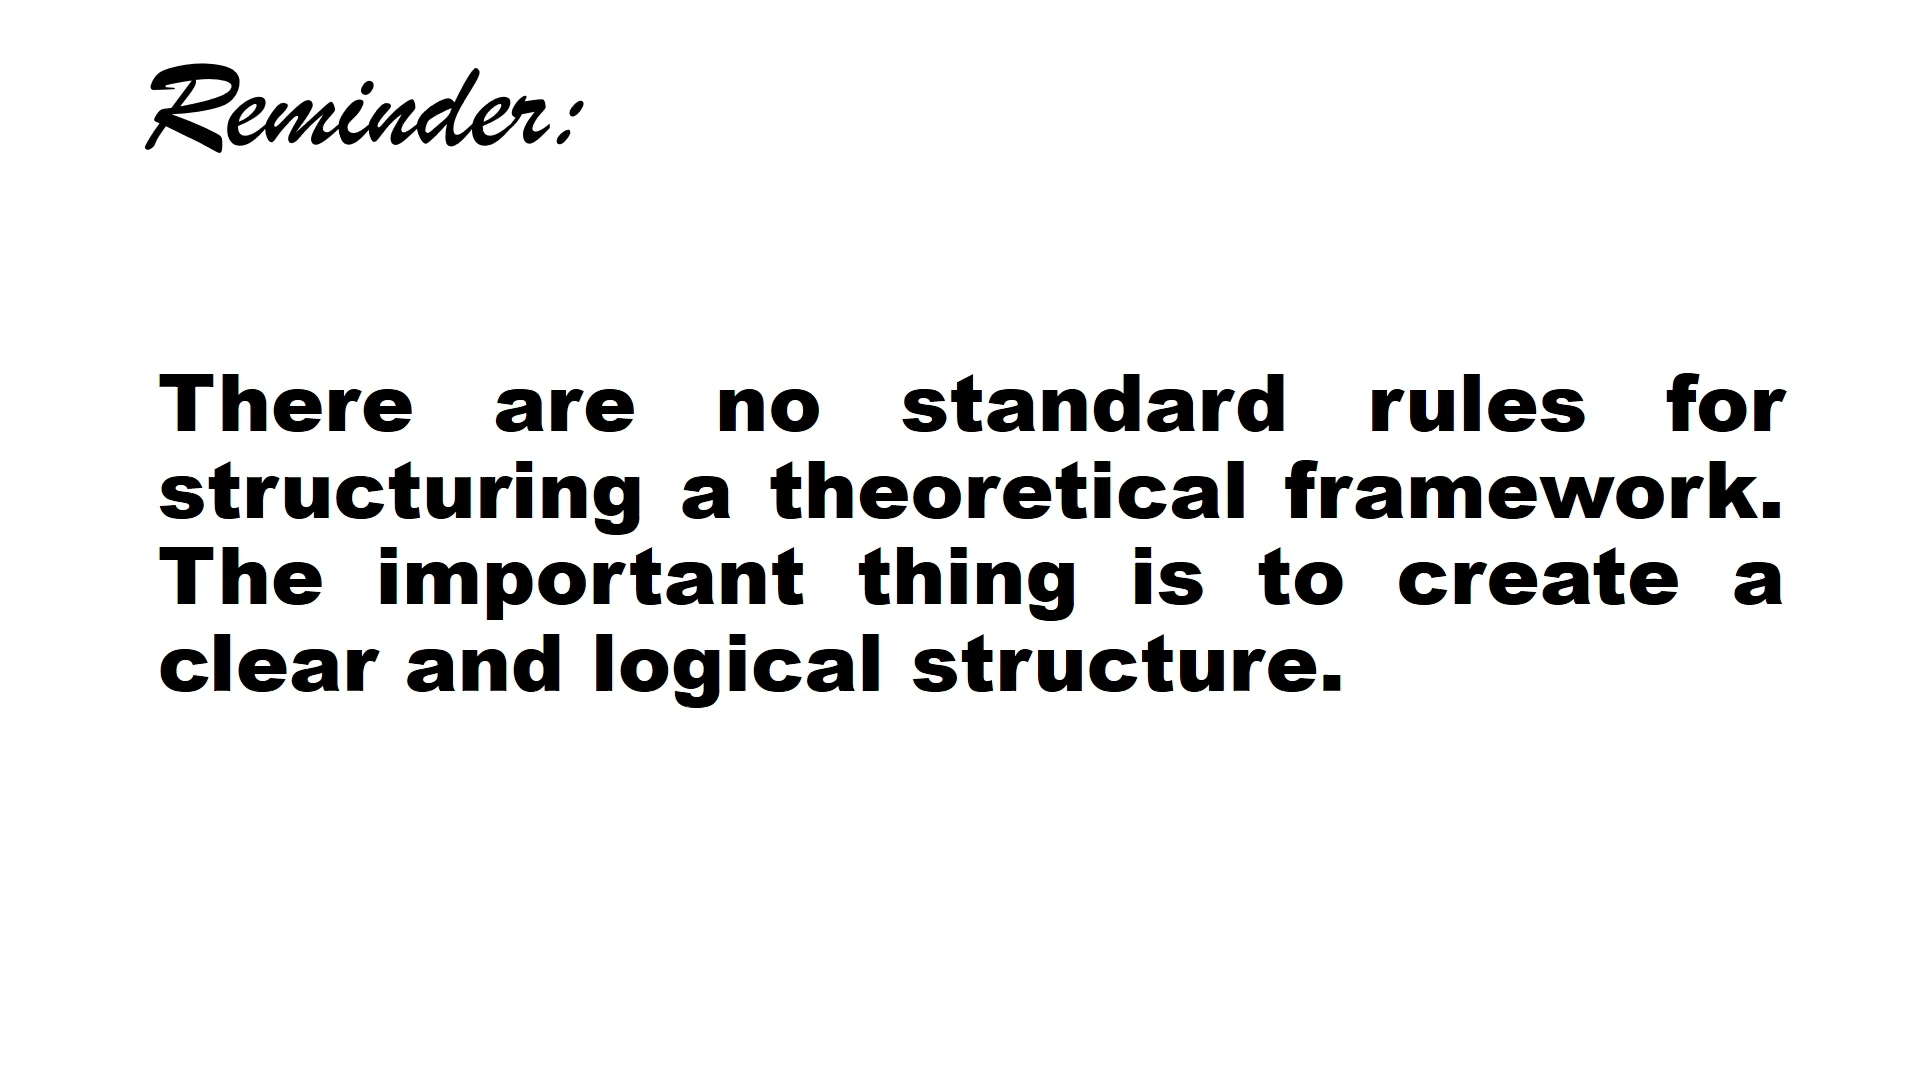 Reminder:
There are no standard rules for
structuring a theoretical framework.
The important thing is to create a
clear and logical structure.